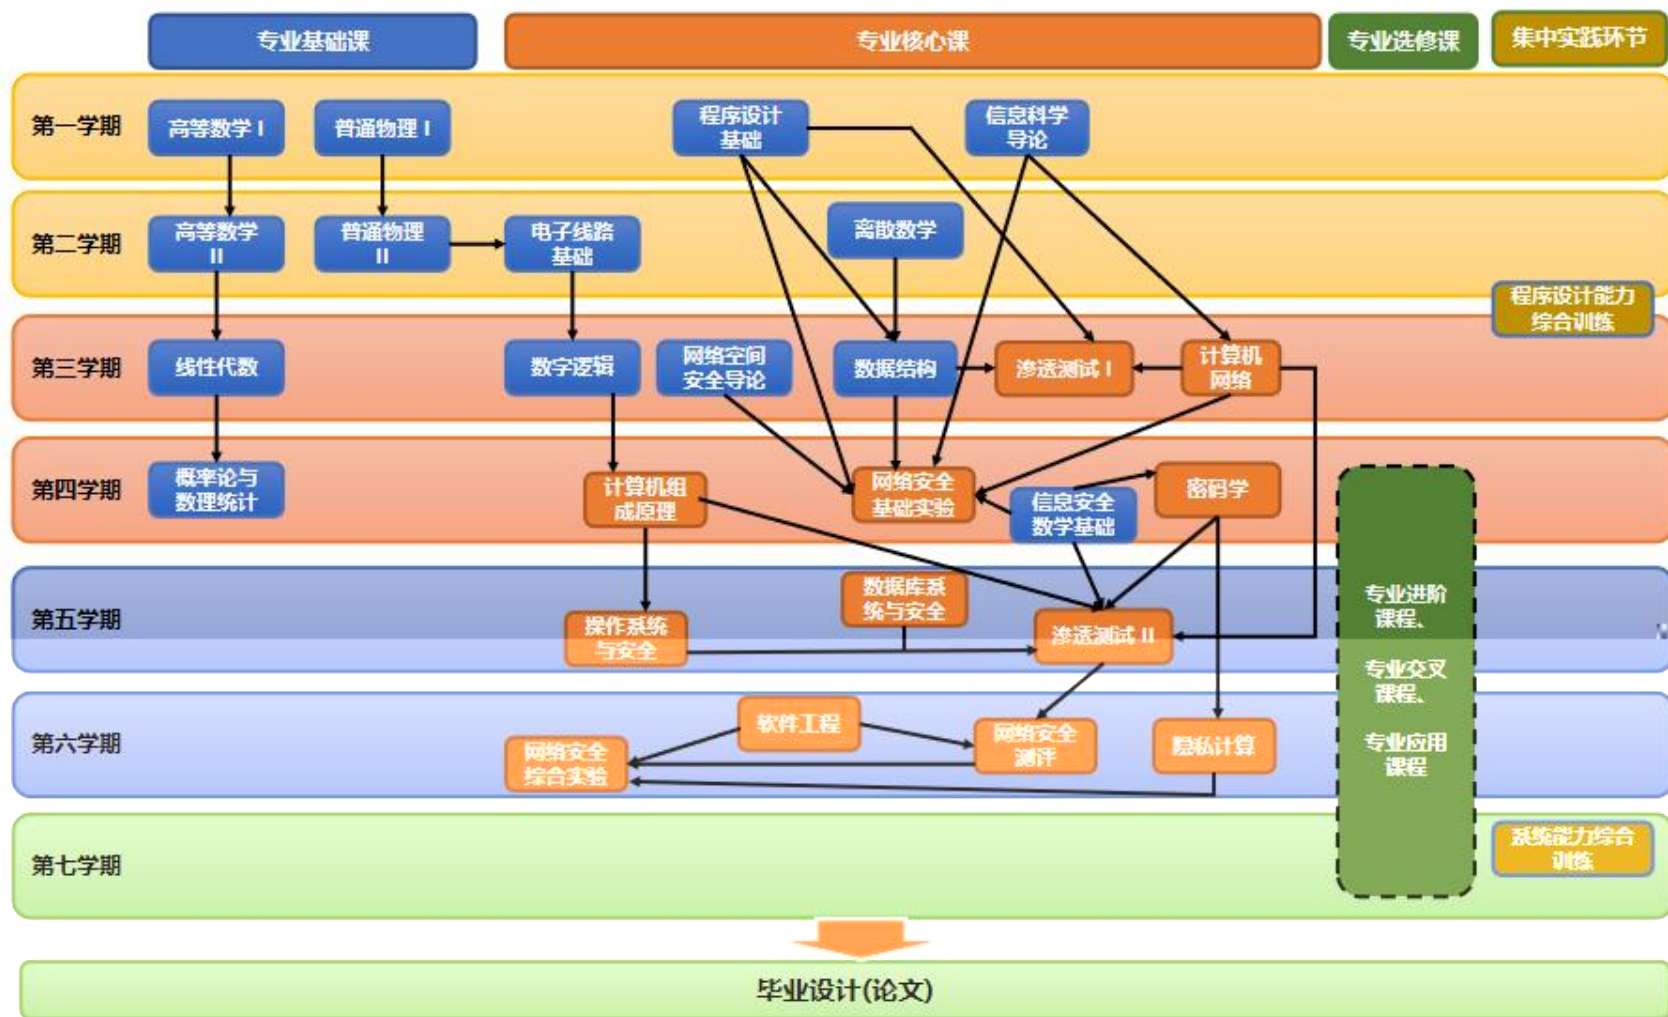 专业基础课
专业核心课
专业选修课
集中实践环节
第一学期
高等数学 I
普通物理 I
程序设计
基础
信息科学
导论
第二学期
高等数学
II
普通物理
II
电子线路
基础
离散数学
程序设计能力
综合训练
第三学期
线性代数
数字逻辑
网络空间
安全导论
数据结构
渗透测试 I
计算机
网络
第四学期
概率论与
数理统计
计算机组
成原理
网络安全
基础实验
信息安全
数学基础
密码学
第五学期
操作系统
与安全
数据库系
统与安全
渗透测试 II
专业进阶
课程、
专业交叉
课程、
专业应用
课程
第六学期
网络安全
综合实验
软件工程
网络安全
测评
隐私计算
第七学期
系统能力综合
训练
毕业设计(论文)